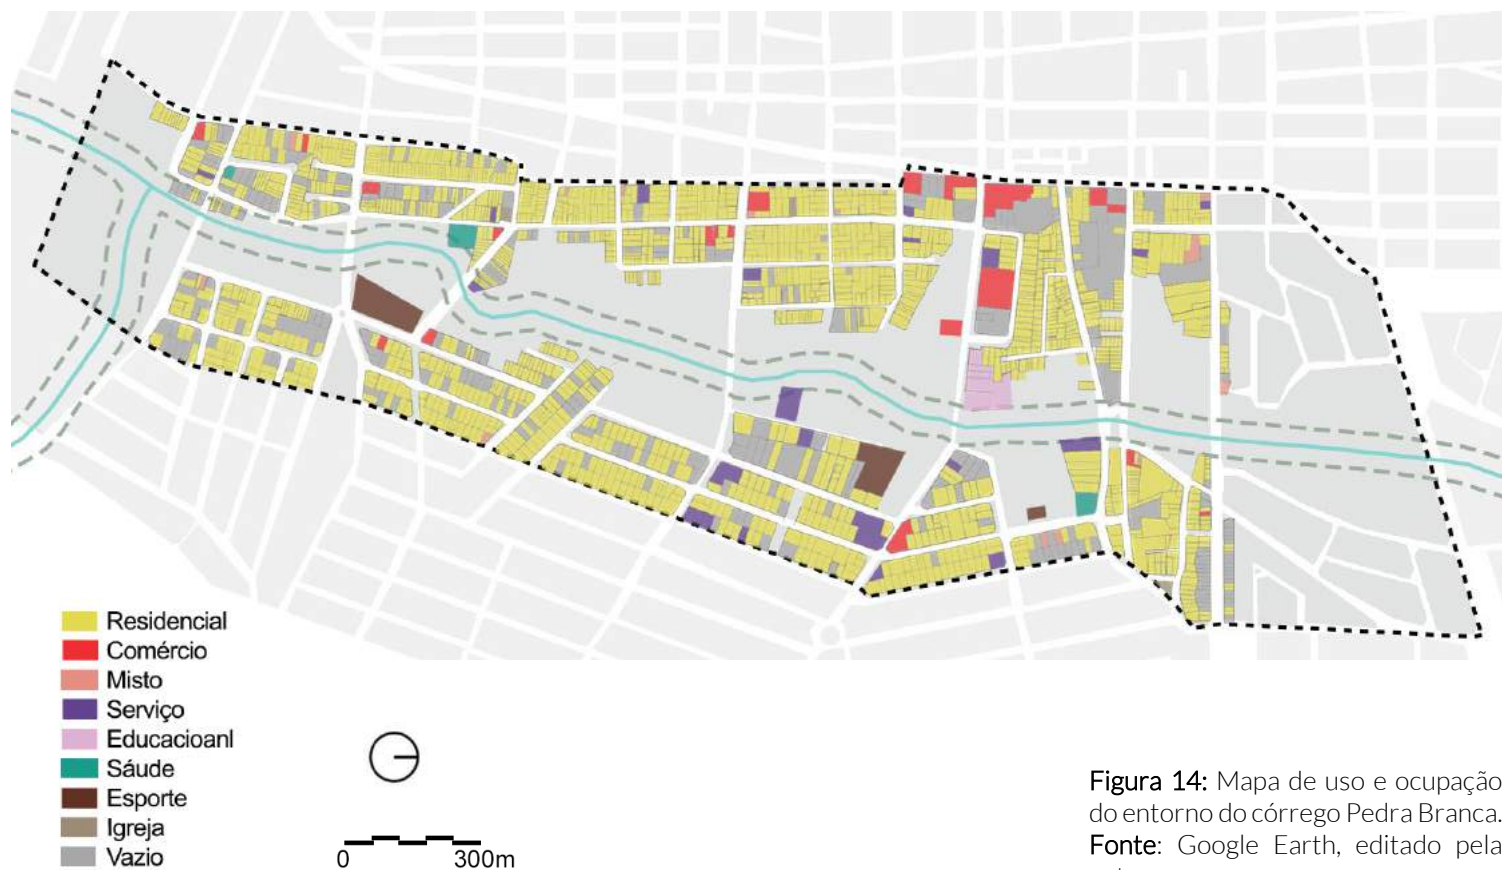 Residencial
Comércio
Misto
Serviço
Educacioanl
Sáude
Esporte
Igreja
Vazio
0 300m
Figura 14: Mapa de uso e ocupação
do entorno do córrego Pedra Branca.
Fonte: Google Earth, editado pela